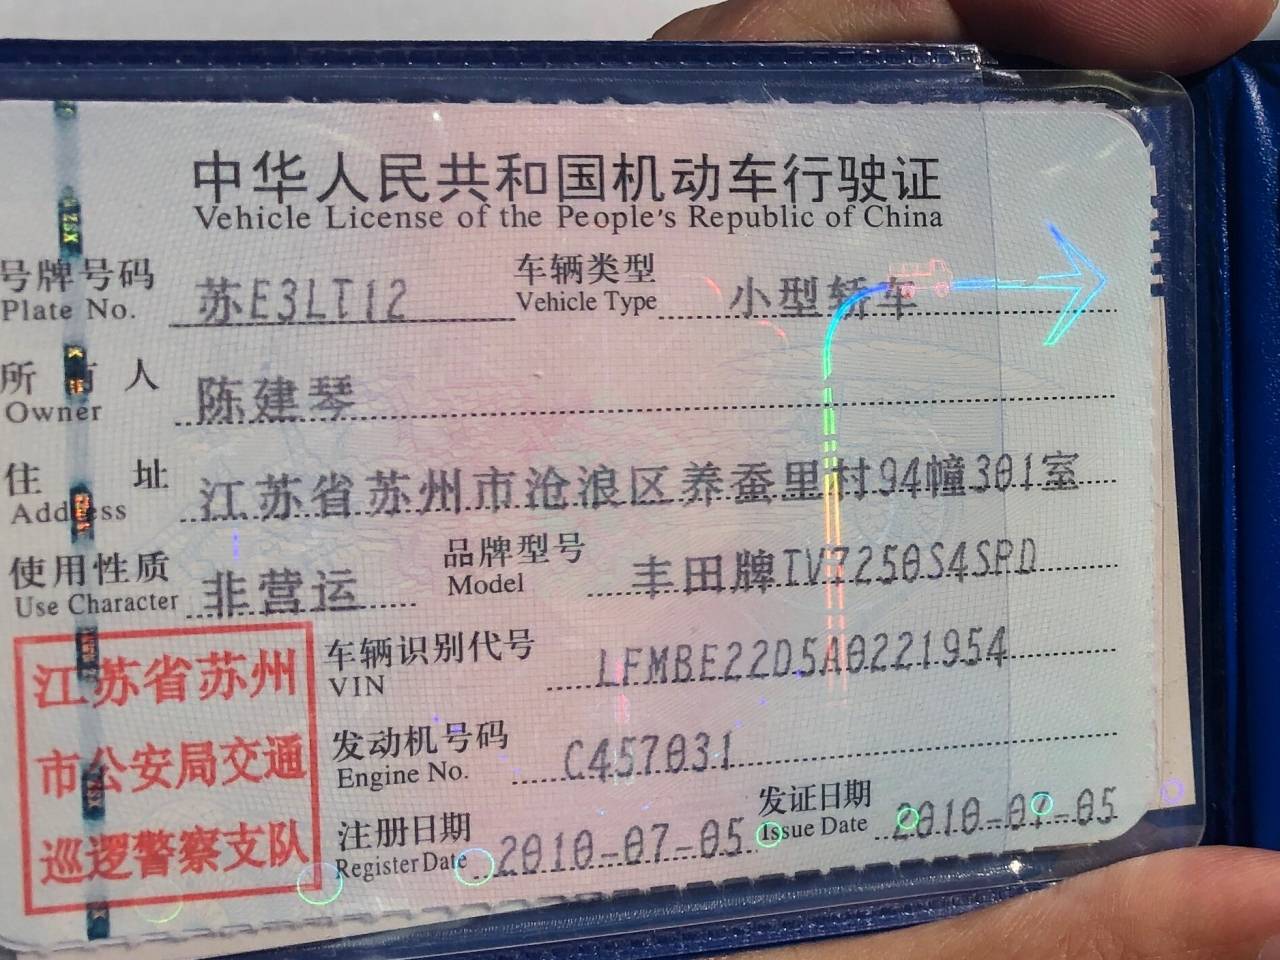 中华人民共和国机动车行驶证
Vehicle License of the People's Republic of China
号牌号码 苏E3LT12 车辆类型 小型轿车
Plate No. Vehicle Type
所有人 陈建琴
Owner
住址 江苏省苏州市沧浪区养蚕里村94幢301室
Address
使用性质 非营运 品牌型号 丰田牌TV7250S4SPD
Use Character Model
江苏省苏州
市公安局交通
巡逻警察支队
车辆识别代号 LFMBE22D5A0221954
VIN
发动机号码 C457031
Engine No.
注册日期 2010-07-05 发证日期 2010-07-05
Register Date Issue Date